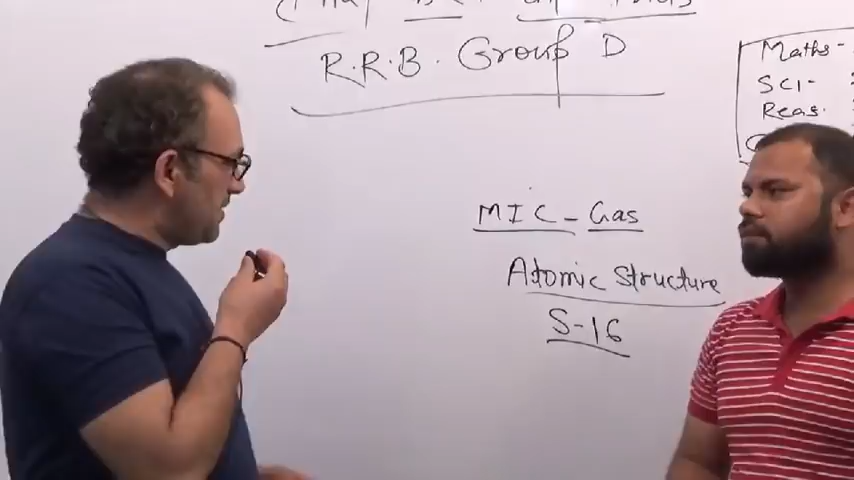 R.R.B. Group D
Maths-
SCI-
Reas.
MIC-Gas
Atomic Structure
S-16